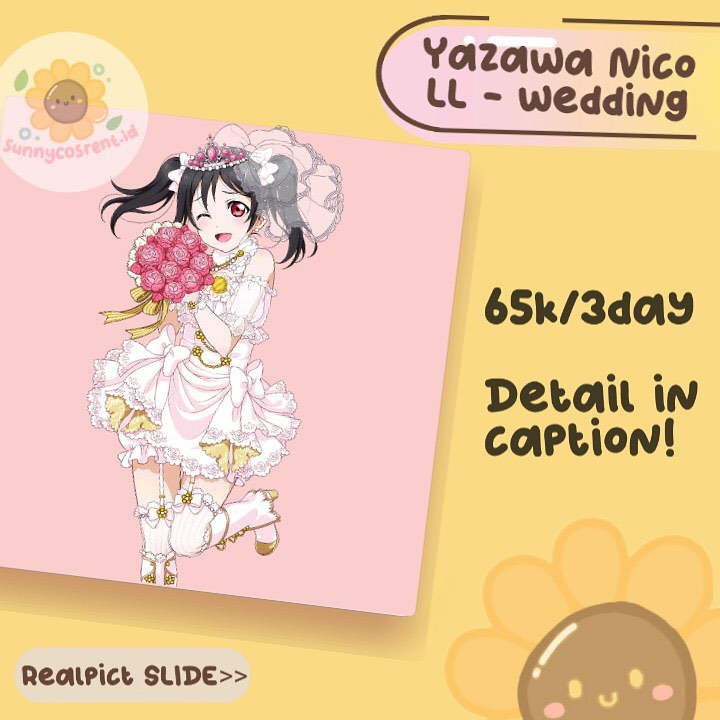 Yazawa Nico
LL - Wedding
sunnycosrent.id
65k/3day
Detail in
caption!
RealPict SLIDE>>